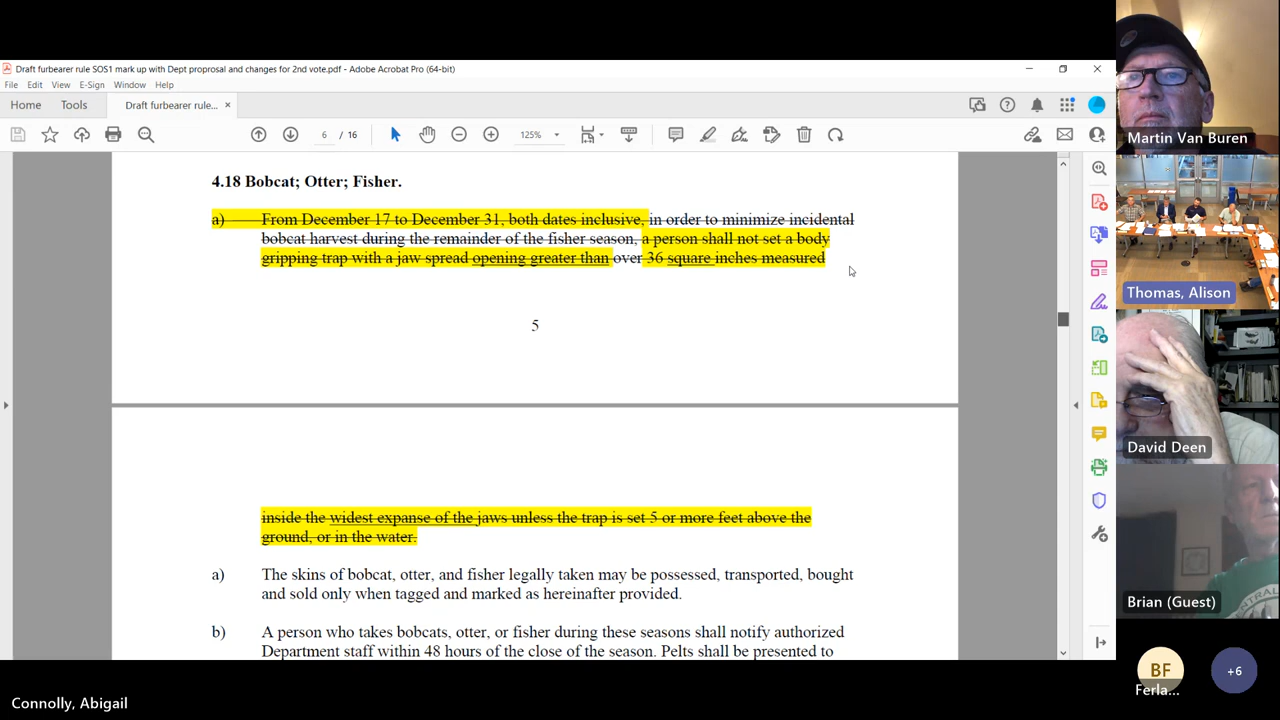 Draft furbearer rule SOS1 mark up with Dept proprosal and changes for 2nd vote.pdf - Adobe Acrobat Pro (64-bit)
File Edit View E-Sign Window Help
Home Tools Draft furbearer rule... ×
6 / 16 125%
4.18 Bobcat; Otter; Fisher.
a) From December 17 to December 31, both dates inclusive, in order to minimize incidental
bobcat harvest during the remainder of the fisher season, a person shall not set a body
gripping trap with a jaw spread opening greater than over 36 square inches measured
5
inside the widest expanse of the jaws unless the trap is set 5 or more feet above the
ground, or in the water.
a) The skins of bobcat, otter, and fisher legally taken may be possessed, transported, bought
and sold only when tagged and marked as hereinafter provided.
b) A person who takes bobcats, otter, or fisher during these seasons shall notify authorized
Department staff within 48 hours of the close of the season. Pelts shall be presented to
Martin Van Buren
Thomas, Alison
David Deen
Brian (Guest)
BF
Ferla...
+6
Connolly, Abigail